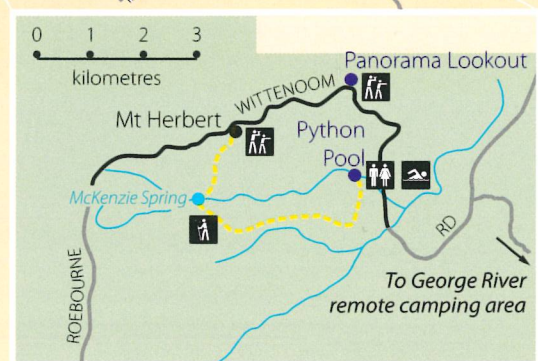 0 1 2 3
kilometres
Panorama Lookout
WITTENOOM
Mt Herbert
Python
Pool
McKenzie Spring
RD
ROEBOURNE
To George River
remote camping area